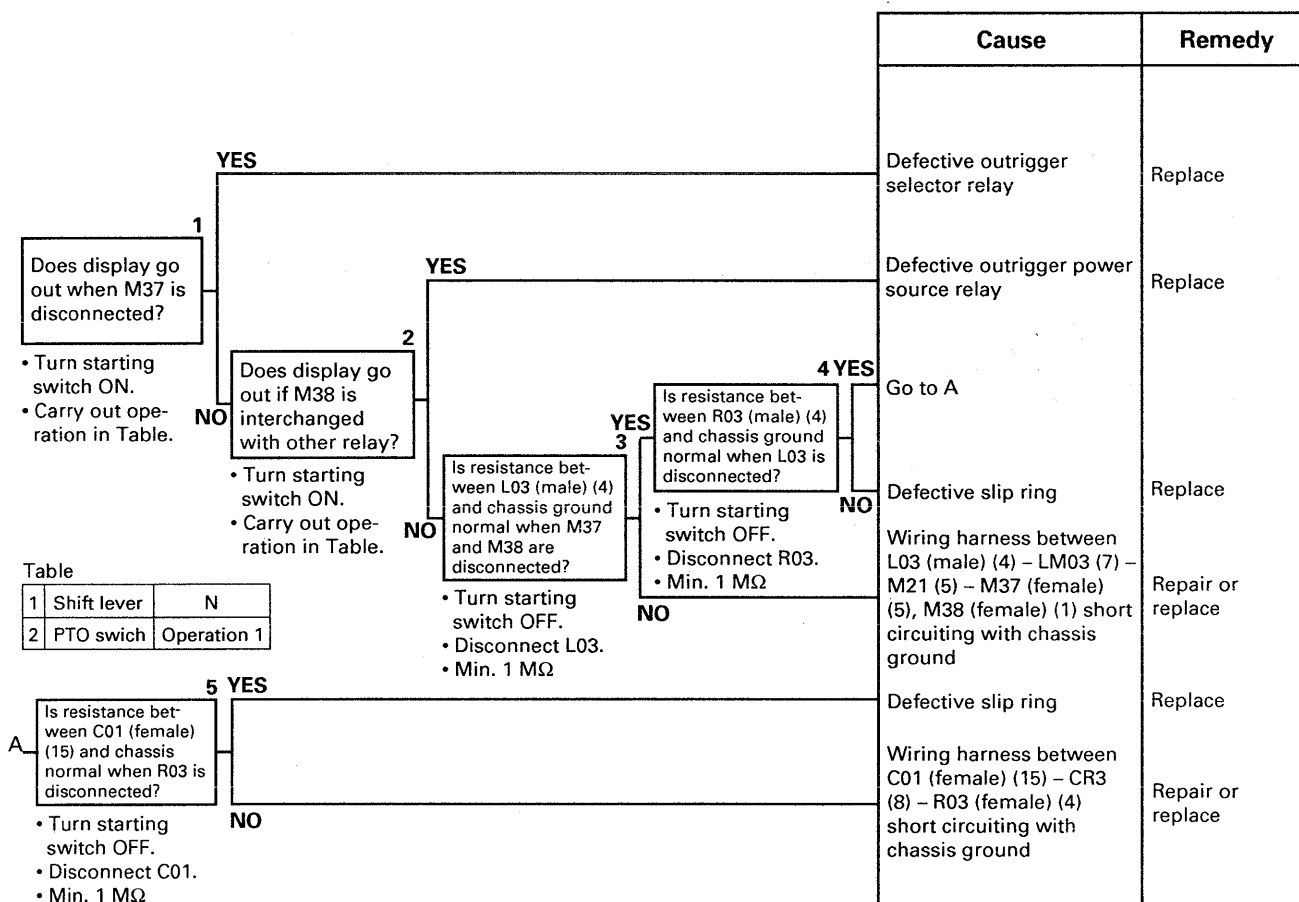 Cause Remedy
YES
Defective outrigger
selector relay
Replace
1
Does display go
out when M37 is
disconnected?
• Turn starting
switch ON.
• Carry out ope-
ration in Table.
YES
Defective outrigger power
source relay
Replace
2
NO
Does display go
out if M38 is
interchanged
with other relay?
• Turn starting
switch ON.
• Carry out ope-
ration in Table.
4 YES
Go to A
Is resistance bet-
ween R03 (male) (4)
and chassis ground
normal when L03 is
disconnected?
• Turn starting
switch OFF.
• Disconnect R03.
• Min. 1 MΩ
YES
3
NO
Is resistance bet-
ween L03 (male) (4)
and chassis ground
normal when M37
and M38 are
disconnected?
• Turn starting
switch OFF.
• Disconnect L03.
• Min. 1 MΩ
NO
Defective slip ring
Replace
NO
Wiring harness between
L03 (male) (4) – LM03 (7) –
M21 (5) – M37 (female)
(5), M38 (female) (1) short
circuiting with chassis
ground
Repair or
replace
Table
1 Shift lever N
2 PTO swich Operation 1
5 YES
Defective slip ring
Replace
A
Is resistance bet-
ween C01 (female)
(15) and chassis
normal when R03 is
disconnected?
• Turn starting
switch OFF.
• Disconnect C01.
• Min. 1 MΩ
NO
Wiring harness between
C01 (female) (15) – CR3
(8) – R03 (female) (4)
short circuiting with
chassis ground
Repair or
replace